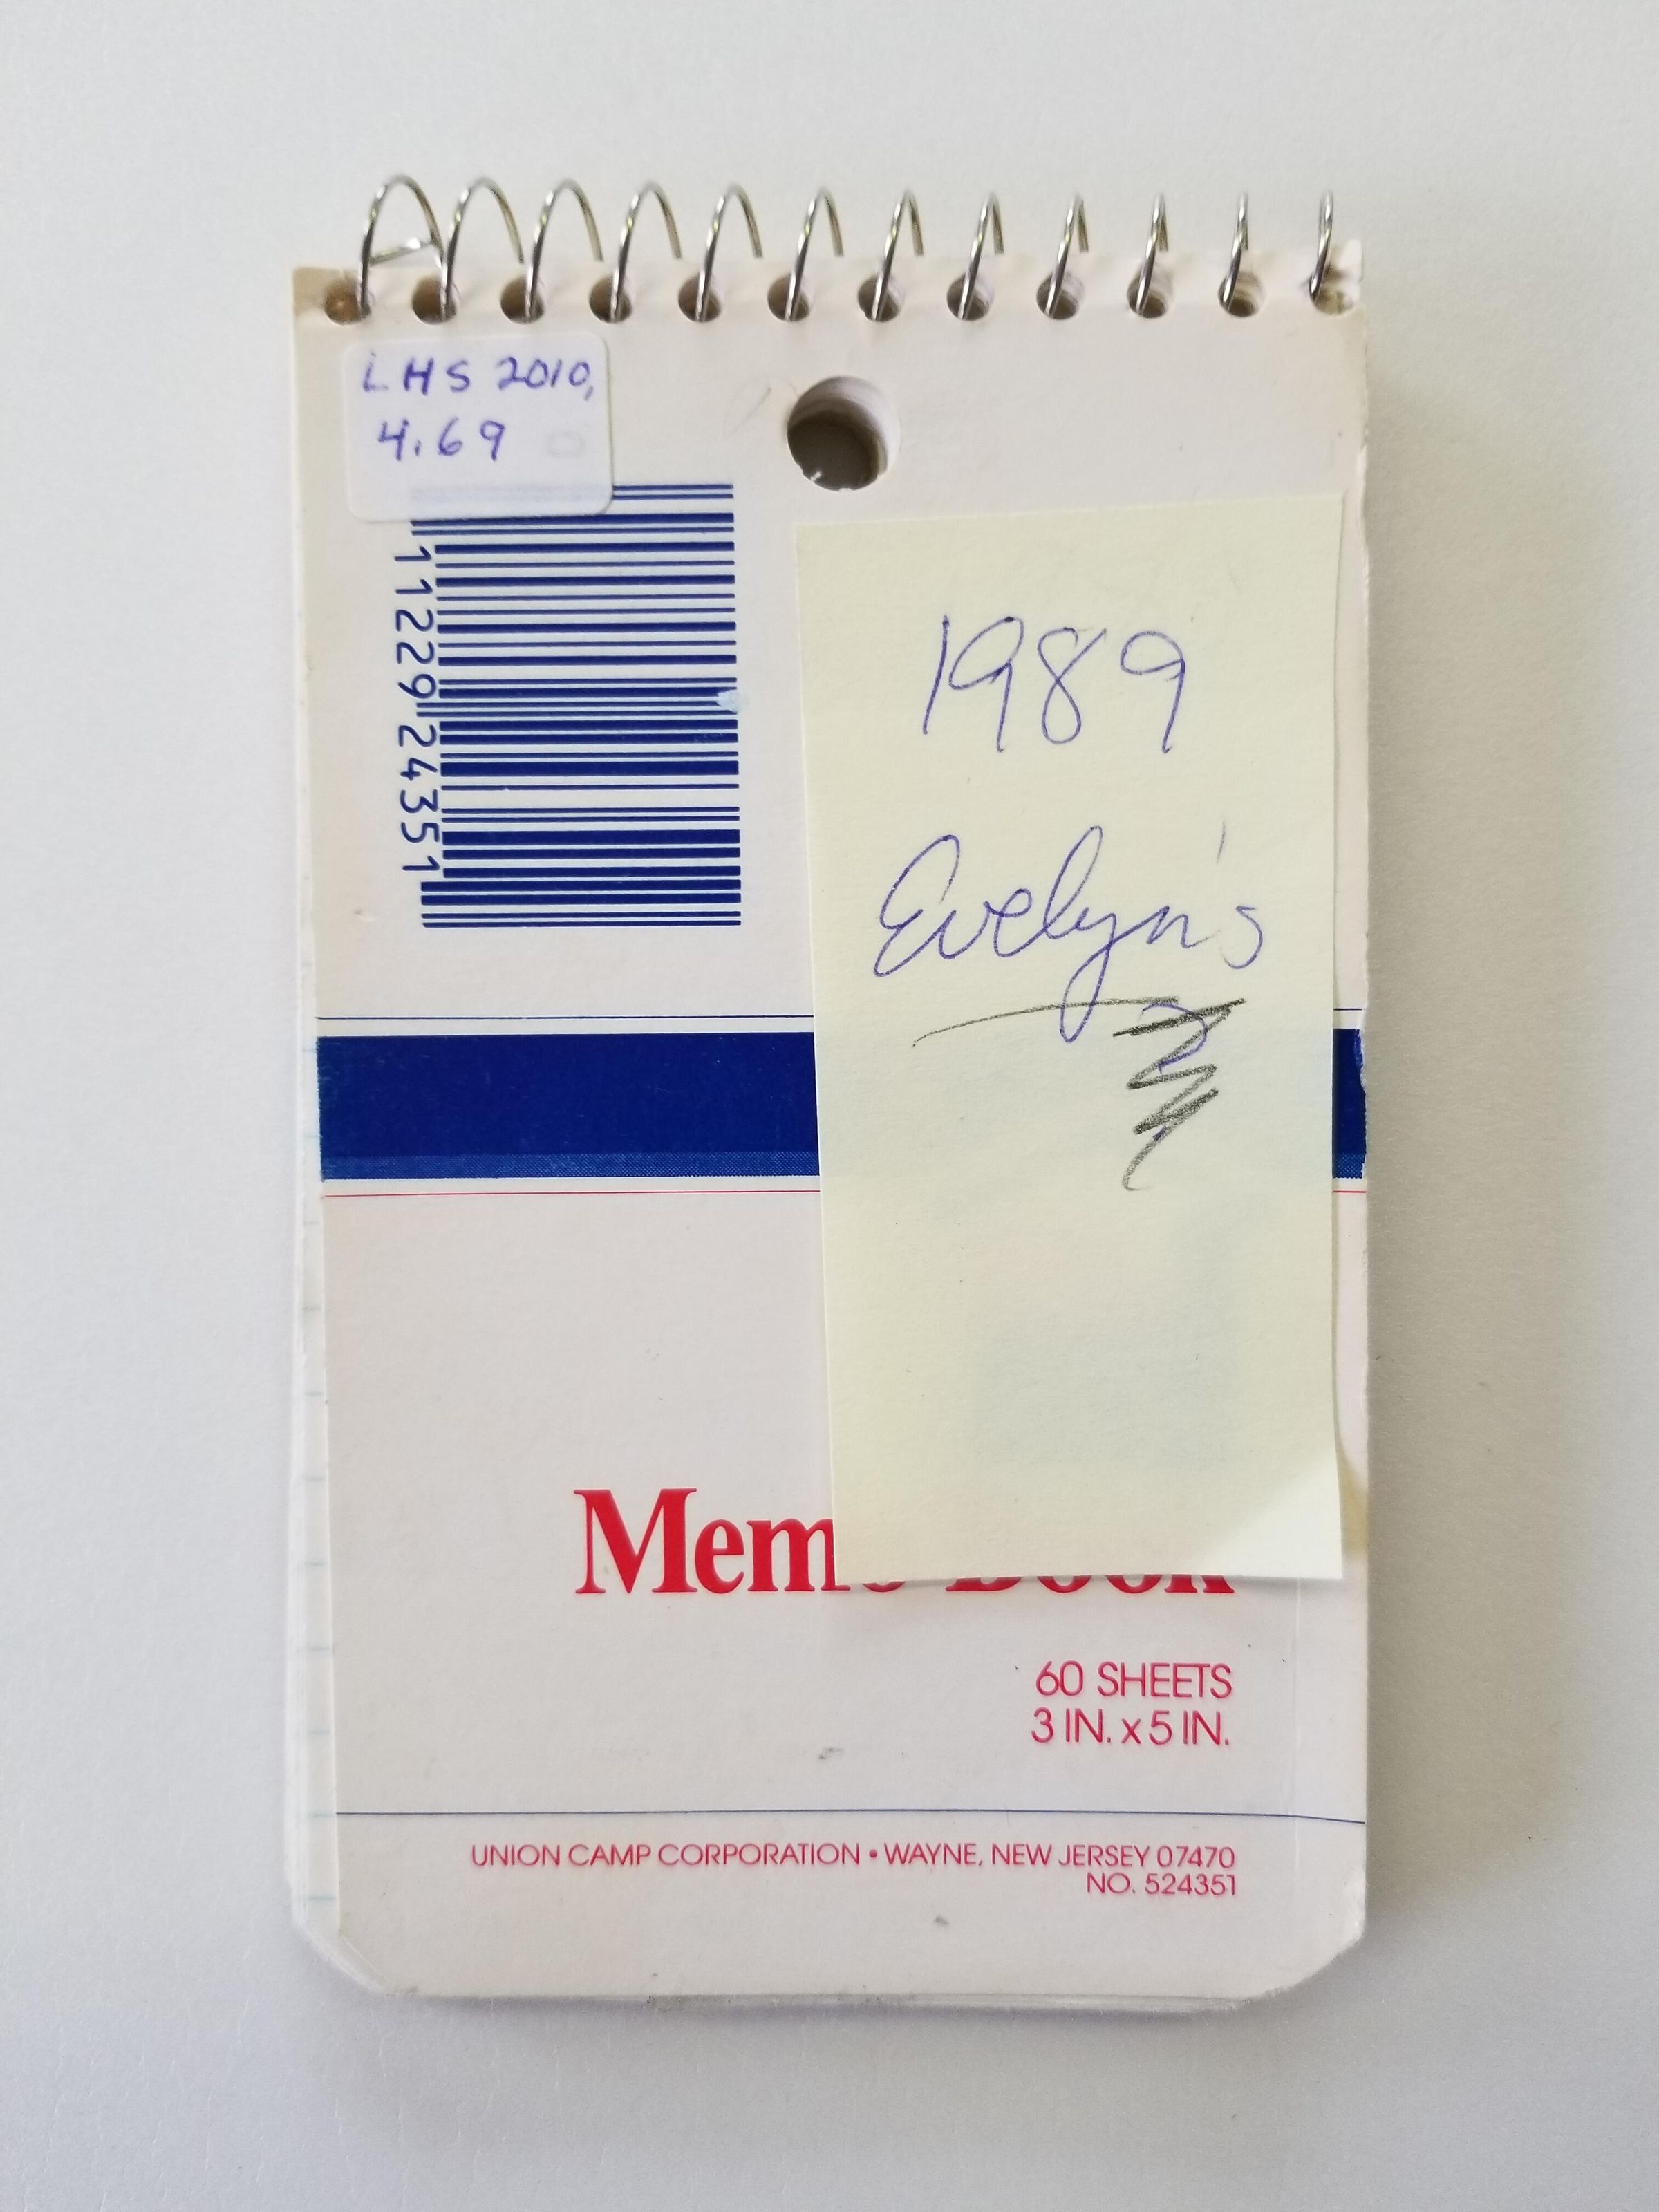 LHS 2010,
4.69
11229 24351
1989
Evelyn's
Memo Book
60 SHEETS
3 IN. x 5 IN.
UNION CAMP CORPORATION • WAYNE, NEW JERSEY 07470
NO. 524351